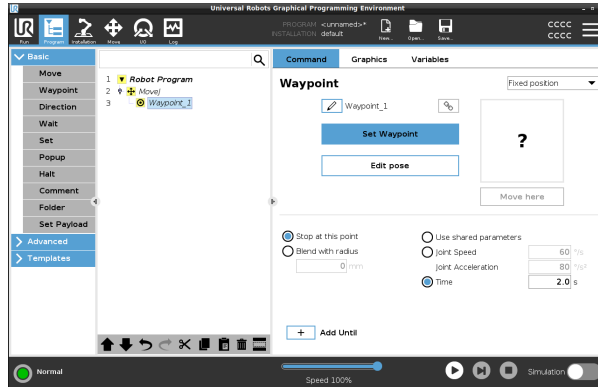 Universal Robots Graphical Programming Environment
UR
Run
Program
Installation
Move
I/O
Log
PROGRAM <unnamed>*
INSTALLATION default
New...
Open...
Save...
CCCC
CCCC
Basic
Move
Waypoint
Direction
Wait
Set
Popup
Halt
Comment
Folder
Set Payload
Advanced
Templates
1 Robot Program
2 MoveJ
3 Waypoint_1
Command Graphics Variables
Waypoint
Fixed position
Waypoint_1
Set Waypoint
Edit pose
?
Move here
Stop at this point
Blend with radius
0 mm
Use shared parameters
Joint Speed 60 °/s
Joint Acceleration 80 °/s²
Time 2.0 s
+ Add Until
Normal
Speed 100%
Simulation